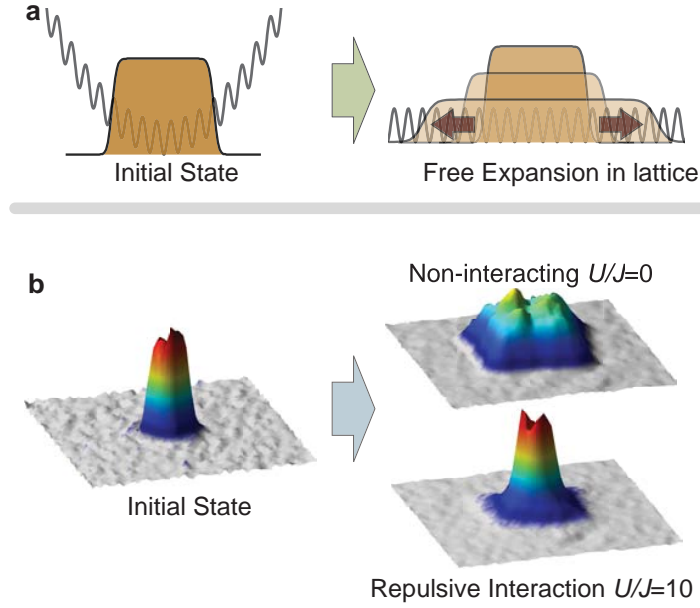 a
Initial State
Free Expansion in lattice
b
Non-interacting U/J=0
Initial State
Repulsive Interaction U/J=10